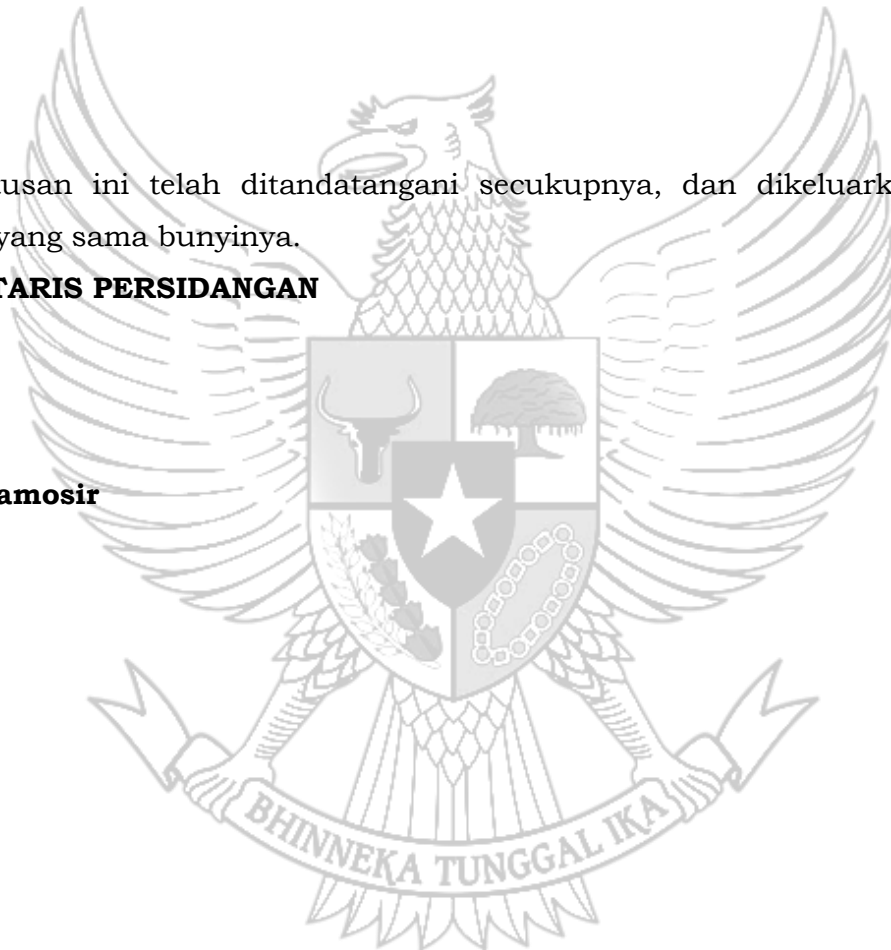 usan ini telah ditandatangani secukupnya, dan dikeluark
yang sama bunyinya.
TARIS PERSIDANGAN
amosir
BHINNEKA TUNGGAL IKA